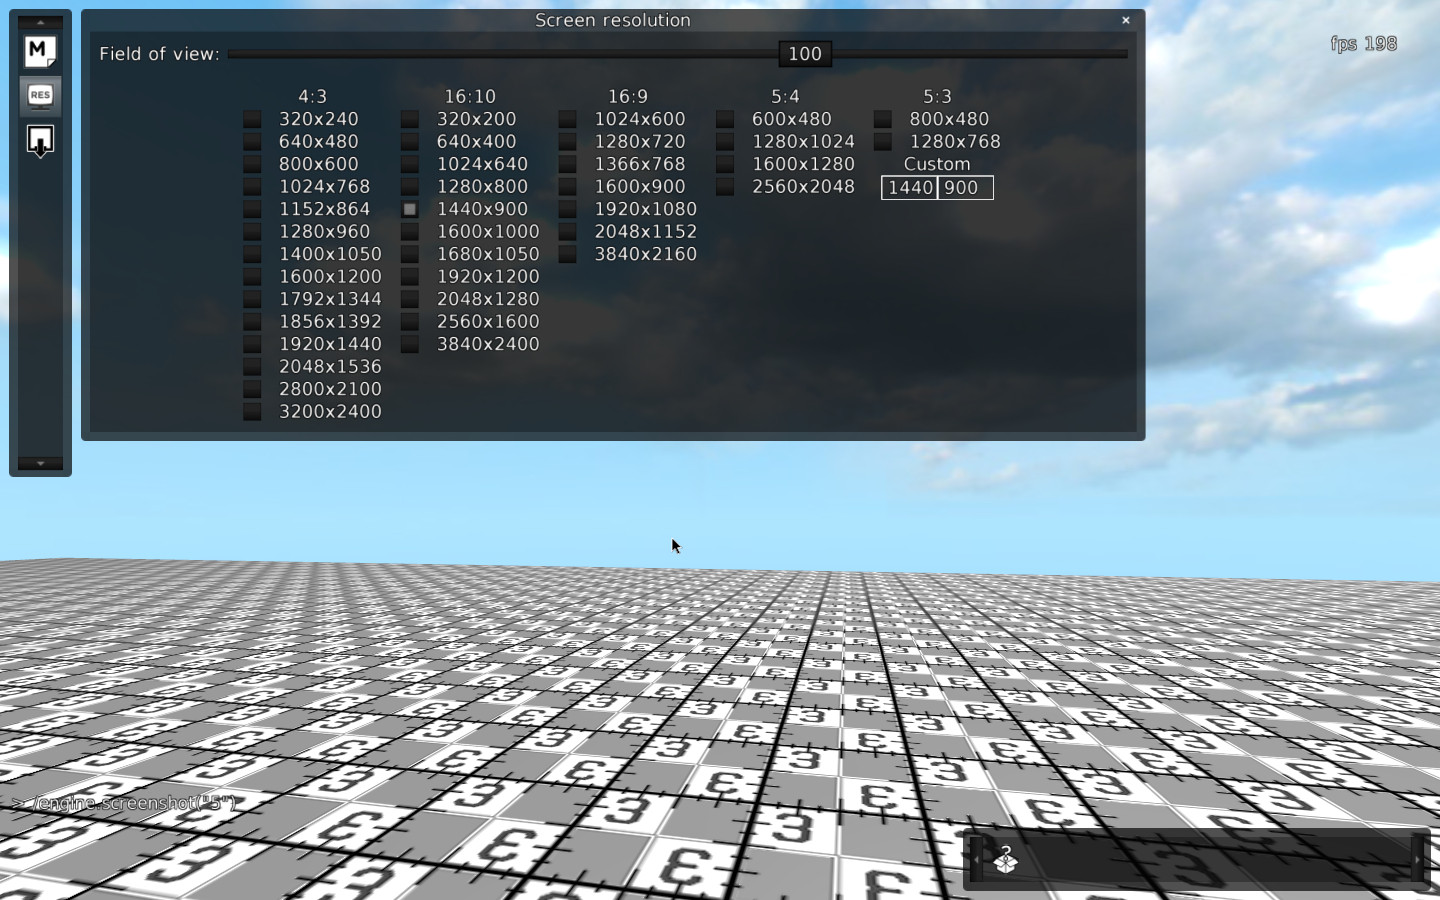 Screen resolution
M
fps 198
Field of view: 100
RES
4:3 16:10 16:9 5:4 5:3
320x240 320x200 1024x600 600x480 800x480
640x480 640x400 1280x720 1280x1024 1280x768
800x600 1024x640 1366x768 1600x1280 Custom
1024x768 1280x800 1600x900 2560x2048 1440 900
1152x864 1440x900 1920x1080
1280x960 1600x1000 2048x1152
1400x1050 1680x1050 3840x2160
1600x1200 1920x1200
1792x1344 2048x1280
1856x1392 2560x1600
1920x1440 3840x2400
2048x1536
2800x2100
3200x2400
> /engine.screenshot("5")
?